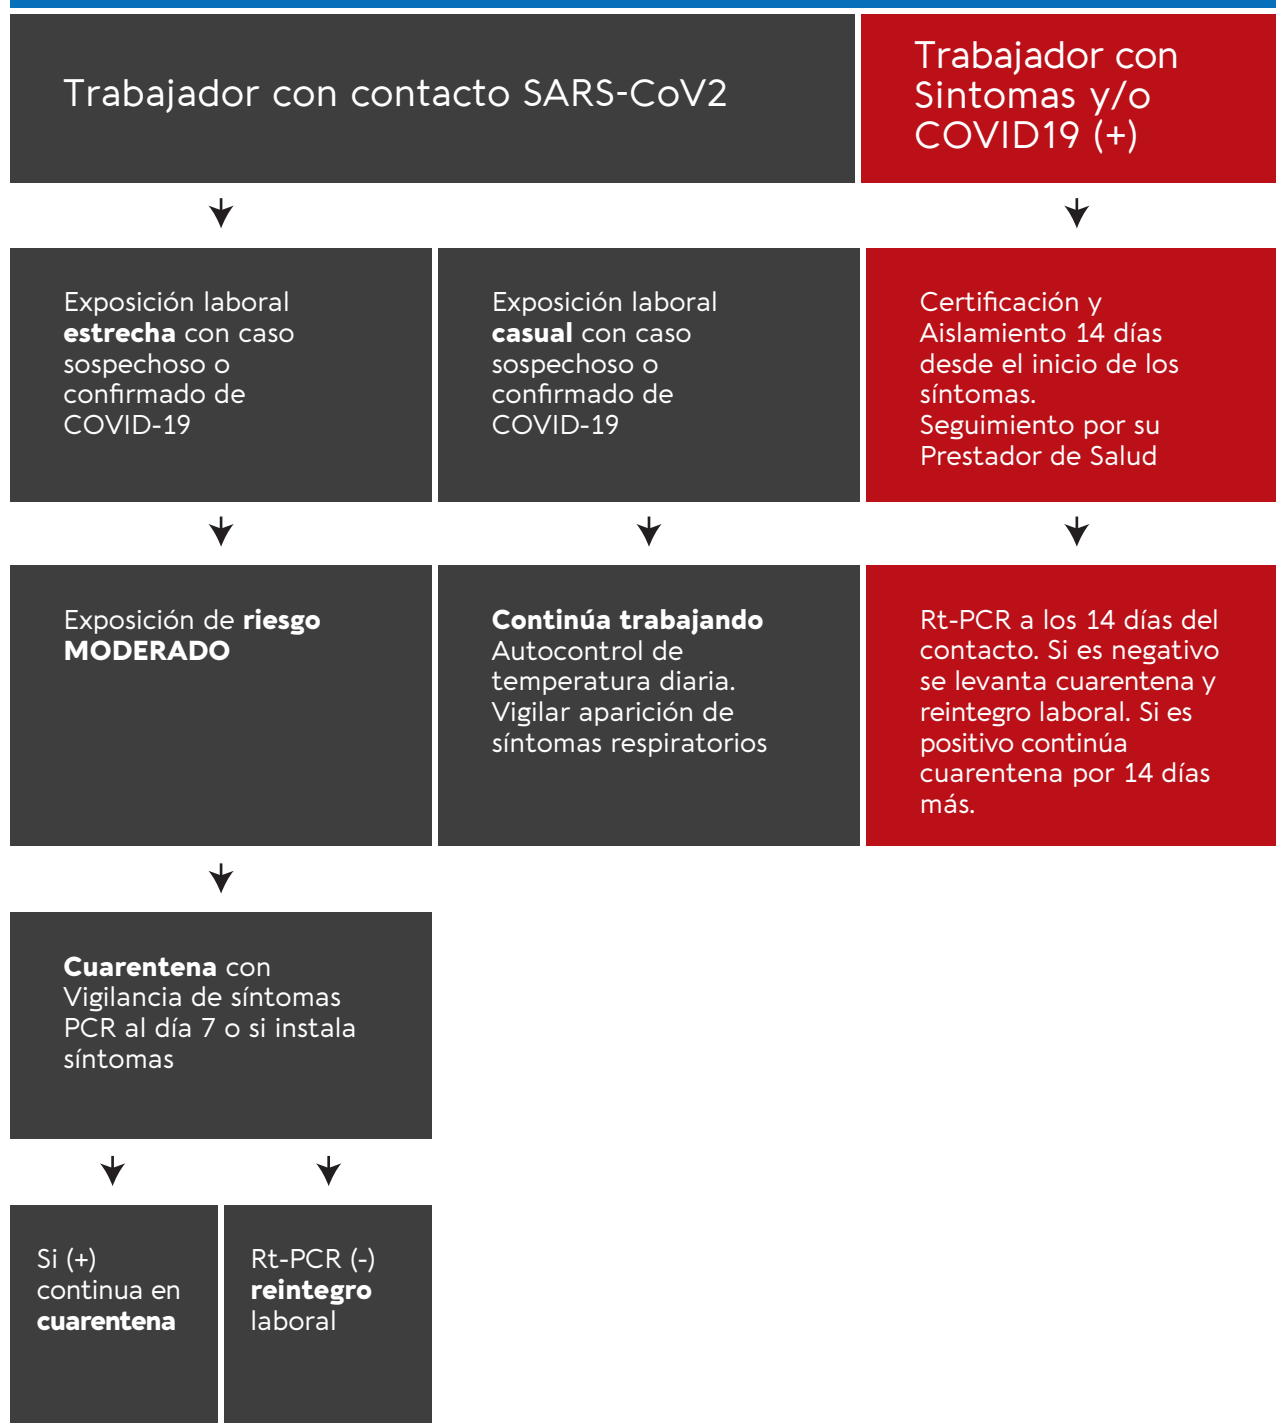 Trabajador con contacto SARS-CoV2
Trabajador con
Sintomas y/o
COVID19 (+)
Exposición laboral
estrecha con caso
sospechoso o
confirmado de
COVID-19
Exposición laboral
casual con caso
sospechoso o
confirmado de
COVID-19
Certificación y
Aislamiento 14 días
desde el inicio de los
síntomas.
Seguimiento por su
Prestador de Salud
Exposición de riesgo
MODERADO
Continúa trabajando
Autocontrol de
temperatura diaria.
Vigilar aparición de
síntomas respiratorios
Rt-PCR a los 14 días del
contacto. Si es negativo
se levanta cuarentena y
reintegro laboral. Si es
positivo continúa
cuarentena por 14 días
más.
Cuarentena con
Vigilancia de síntomas
PCR al día 7 o si instala
síntomas
Si (+)
continua en
cuarentena
Rt-PCR (-)
reintegro
laboral